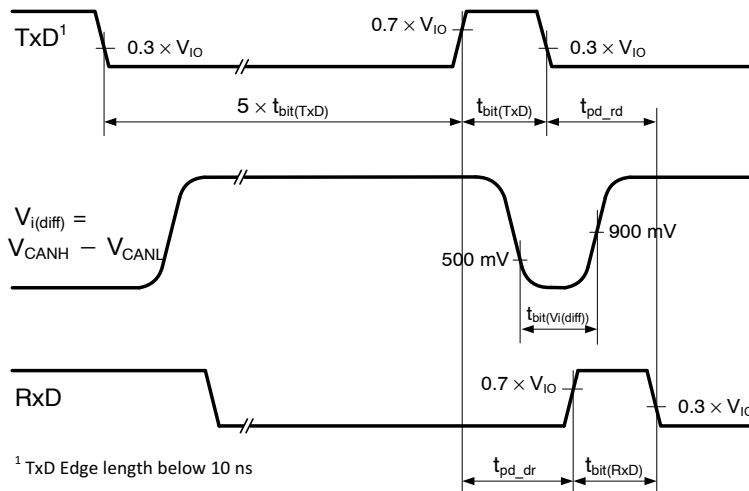 TxD¹
0.3 × V_IO
0.7 × V_IO
0.3 × V_IO
5 × t_bit(TxD)
t_bit(TxD)
t_pd_rd
V_i(diff) =
V_CANH − V_CANL
500 mV
900 mV
t_bit(Vi(diff))
RxD
0.7 × V_IO
0.3 × V_IO
¹ TxD Edge length below 10 ns
t_pd_dr
t_bit(RxD)